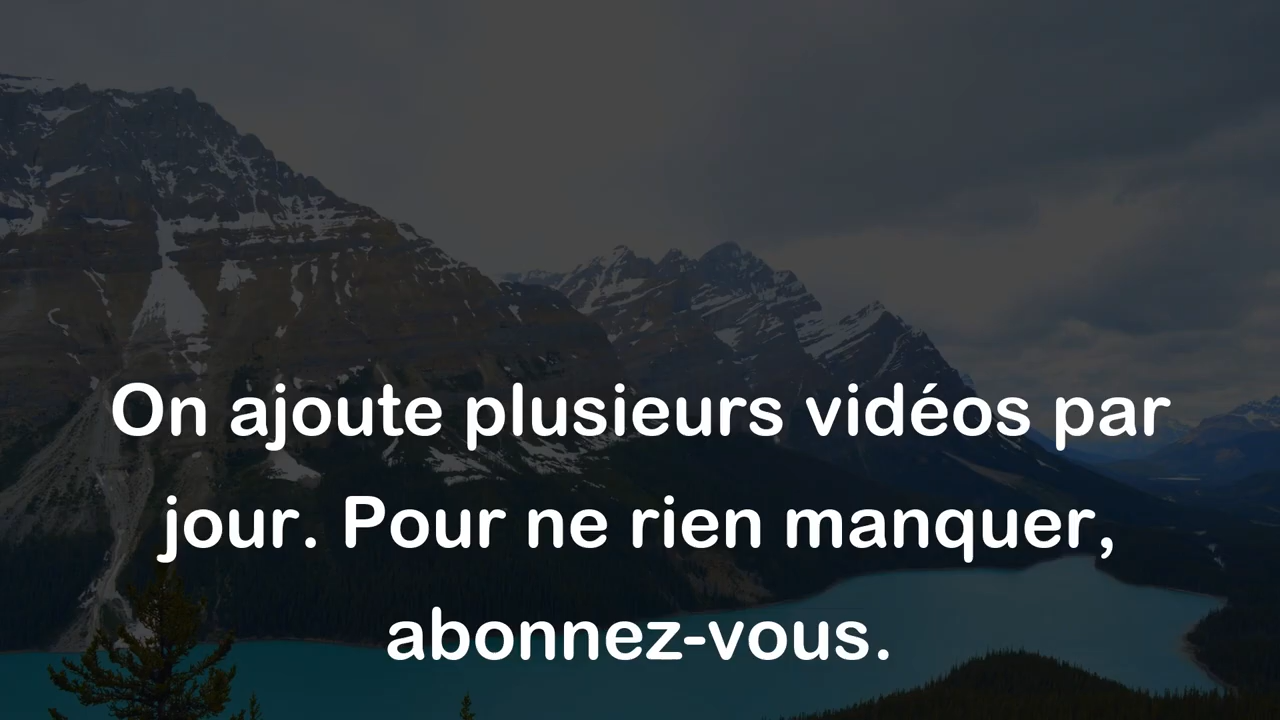 On ajoute plusieurs vidéos par
jour. Pour ne rien manquer,
abonnez-vous.